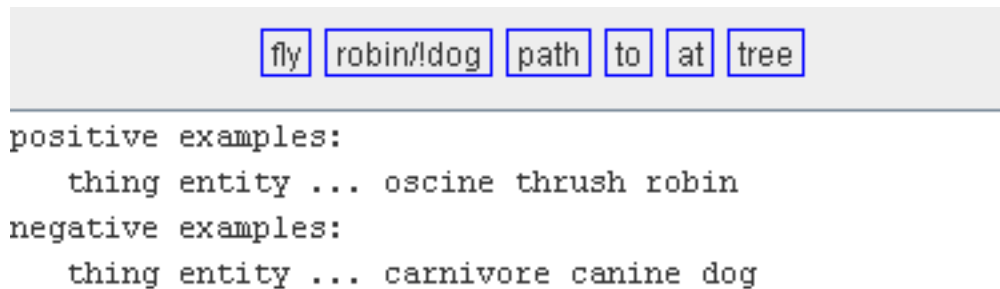 fly robin/!dog path to at tree
positive examples:
thing entity ... oscine thrush robin
negative examples:
thing entity ... carnivore canine dog